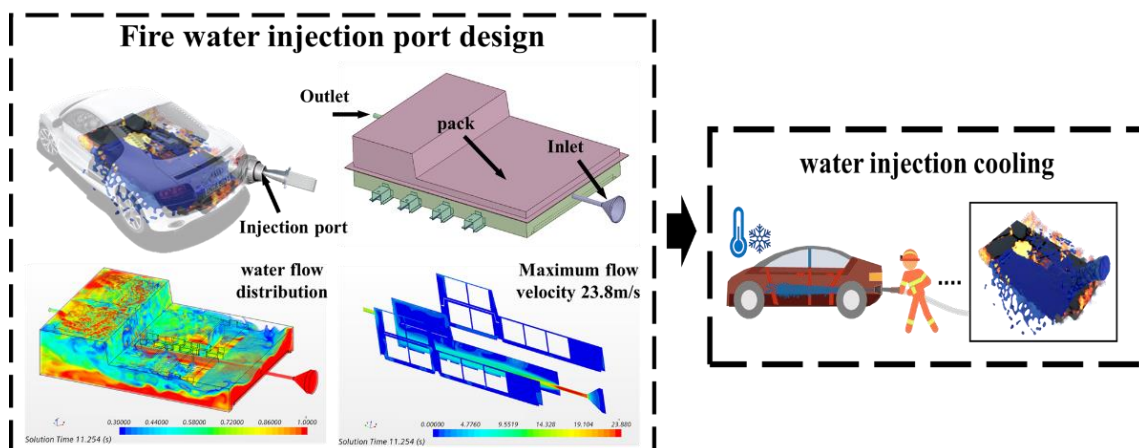 Fire water injection port design
Outlet
pack
Inlet
Injection port
water flow
distribution
Maximum flow
velocity 23.8m/s
0.30000 0.44000 0.58000 0.72000 0.86000 1.0000
Solution Time 11.254 (s)
0.00000 4.7760 9.5519 14.328 19.104 23.880
Solution Time 11.254 (s)
water injection cooling